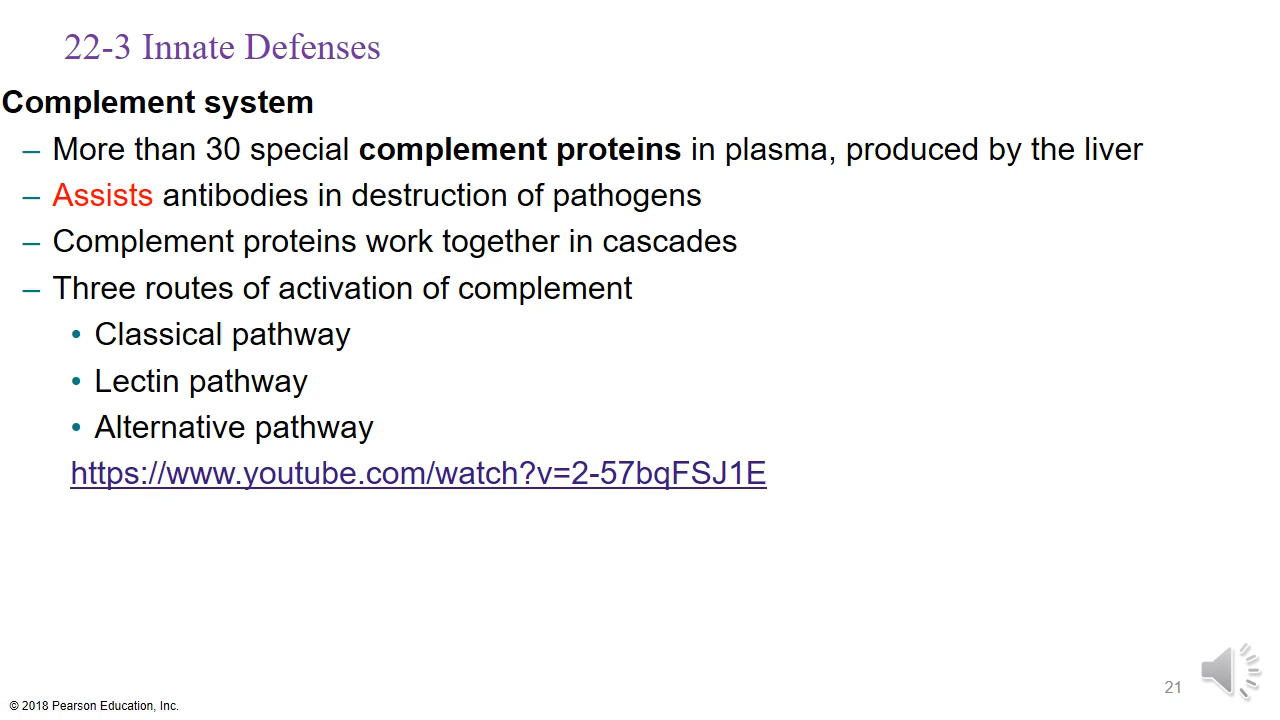 22-3 Innate Defenses
Complement system
– More than 30 special complement proteins in plasma, produced by the liver
– Assists antibodies in destruction of pathogens
– Complement proteins work together in cascades
– Three routes of activation of complement
• Classical pathway
• Lectin pathway
• Alternative pathway
https://www.youtube.com/watch?v=2-57bqFSJ1E
21
© 2018 Pearson Education, Inc.